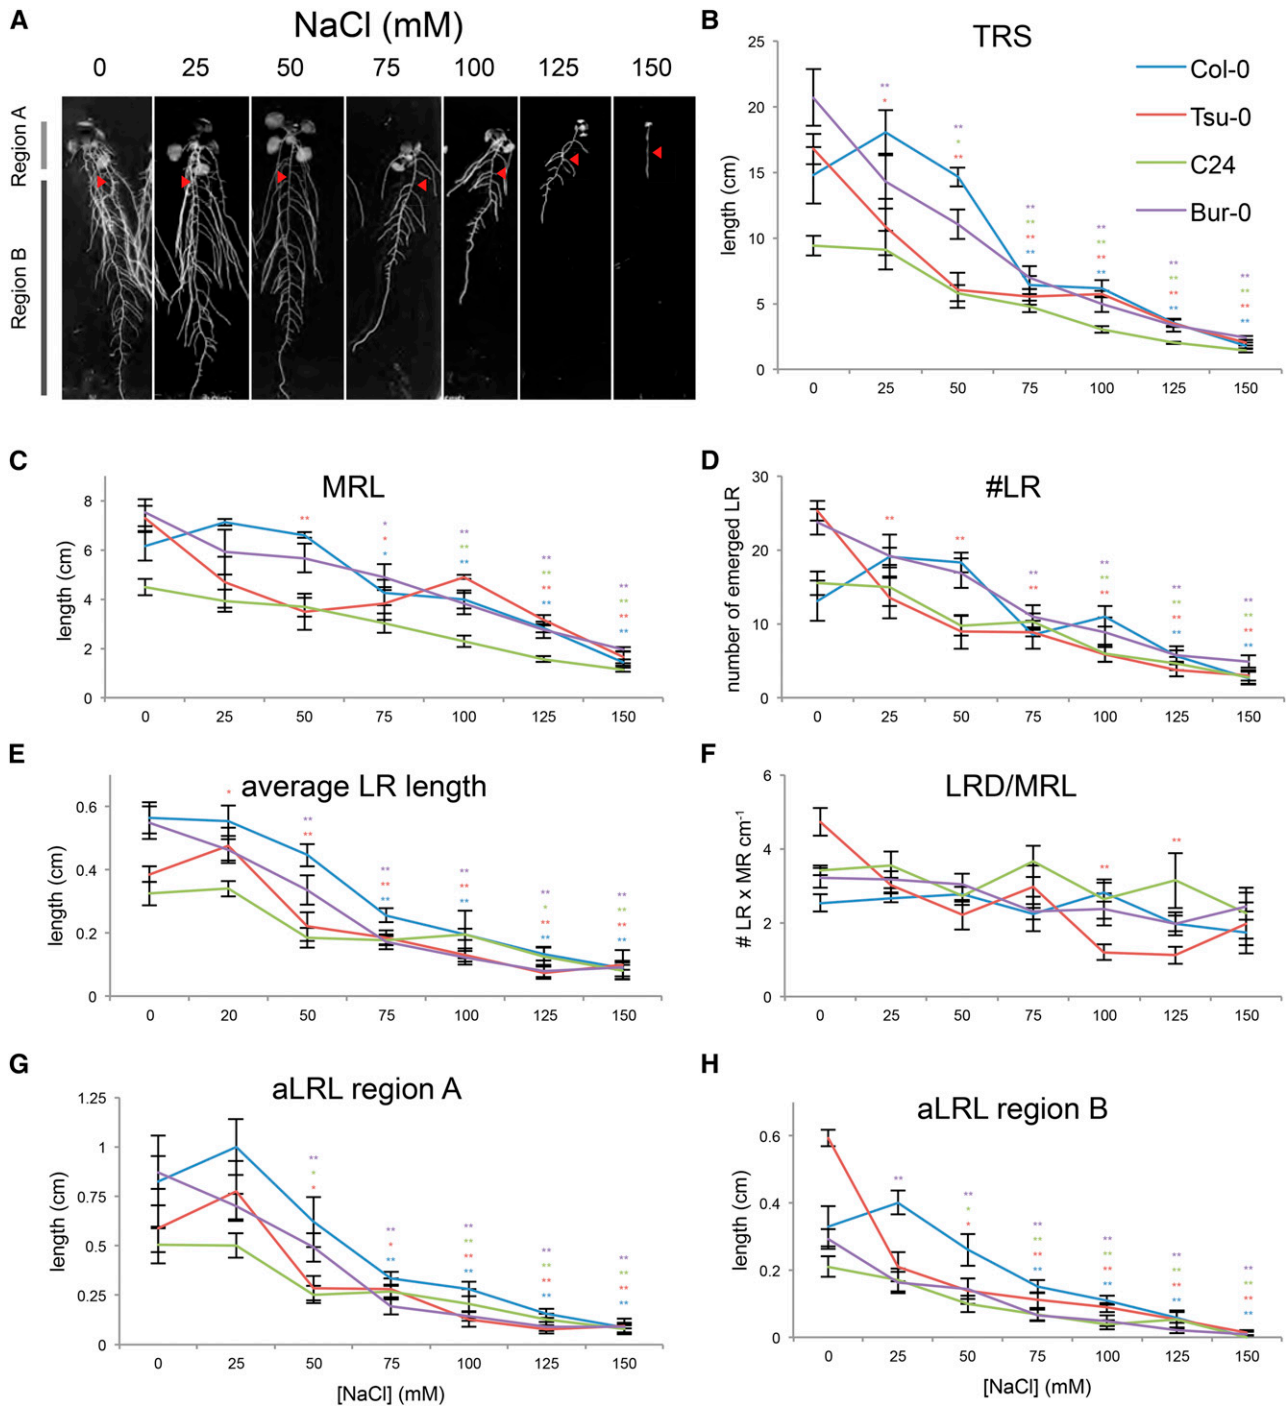 A
NaCl (mM)
0 25 50 75 100 125 150
Region A
Region B
B
TRS
length (cm)
25
20
15
10
5
0
0 25 50 75 100 125 150
Col-0
Tsu-0
C24
Bur-0
C
MRL
length (cm)
8
6
4
2
0
0 25 50 75 100 125 150
D
#LR
number of emerged LR
30
20
10
0
0 25 50 75 100 125 150
E
average LR length
length (cm)
0.6
0.4
0.2
0
0 20 50 75 100 125 150
F
LRD/MRL
# LR x MR cm⁻¹
6
4
2
0
0 25 50 75 100 125 150
G
aLRL region A
length (cm)
1.25
1
0.75
0.5
0.25
0
0 25 50 75 100 125 150
[NaCl] (mM)
H
aLRL region B
length (cm)
0.6
0.4
0.2
0
0 25 50 75 100 125 150
[NaCl] (mM)